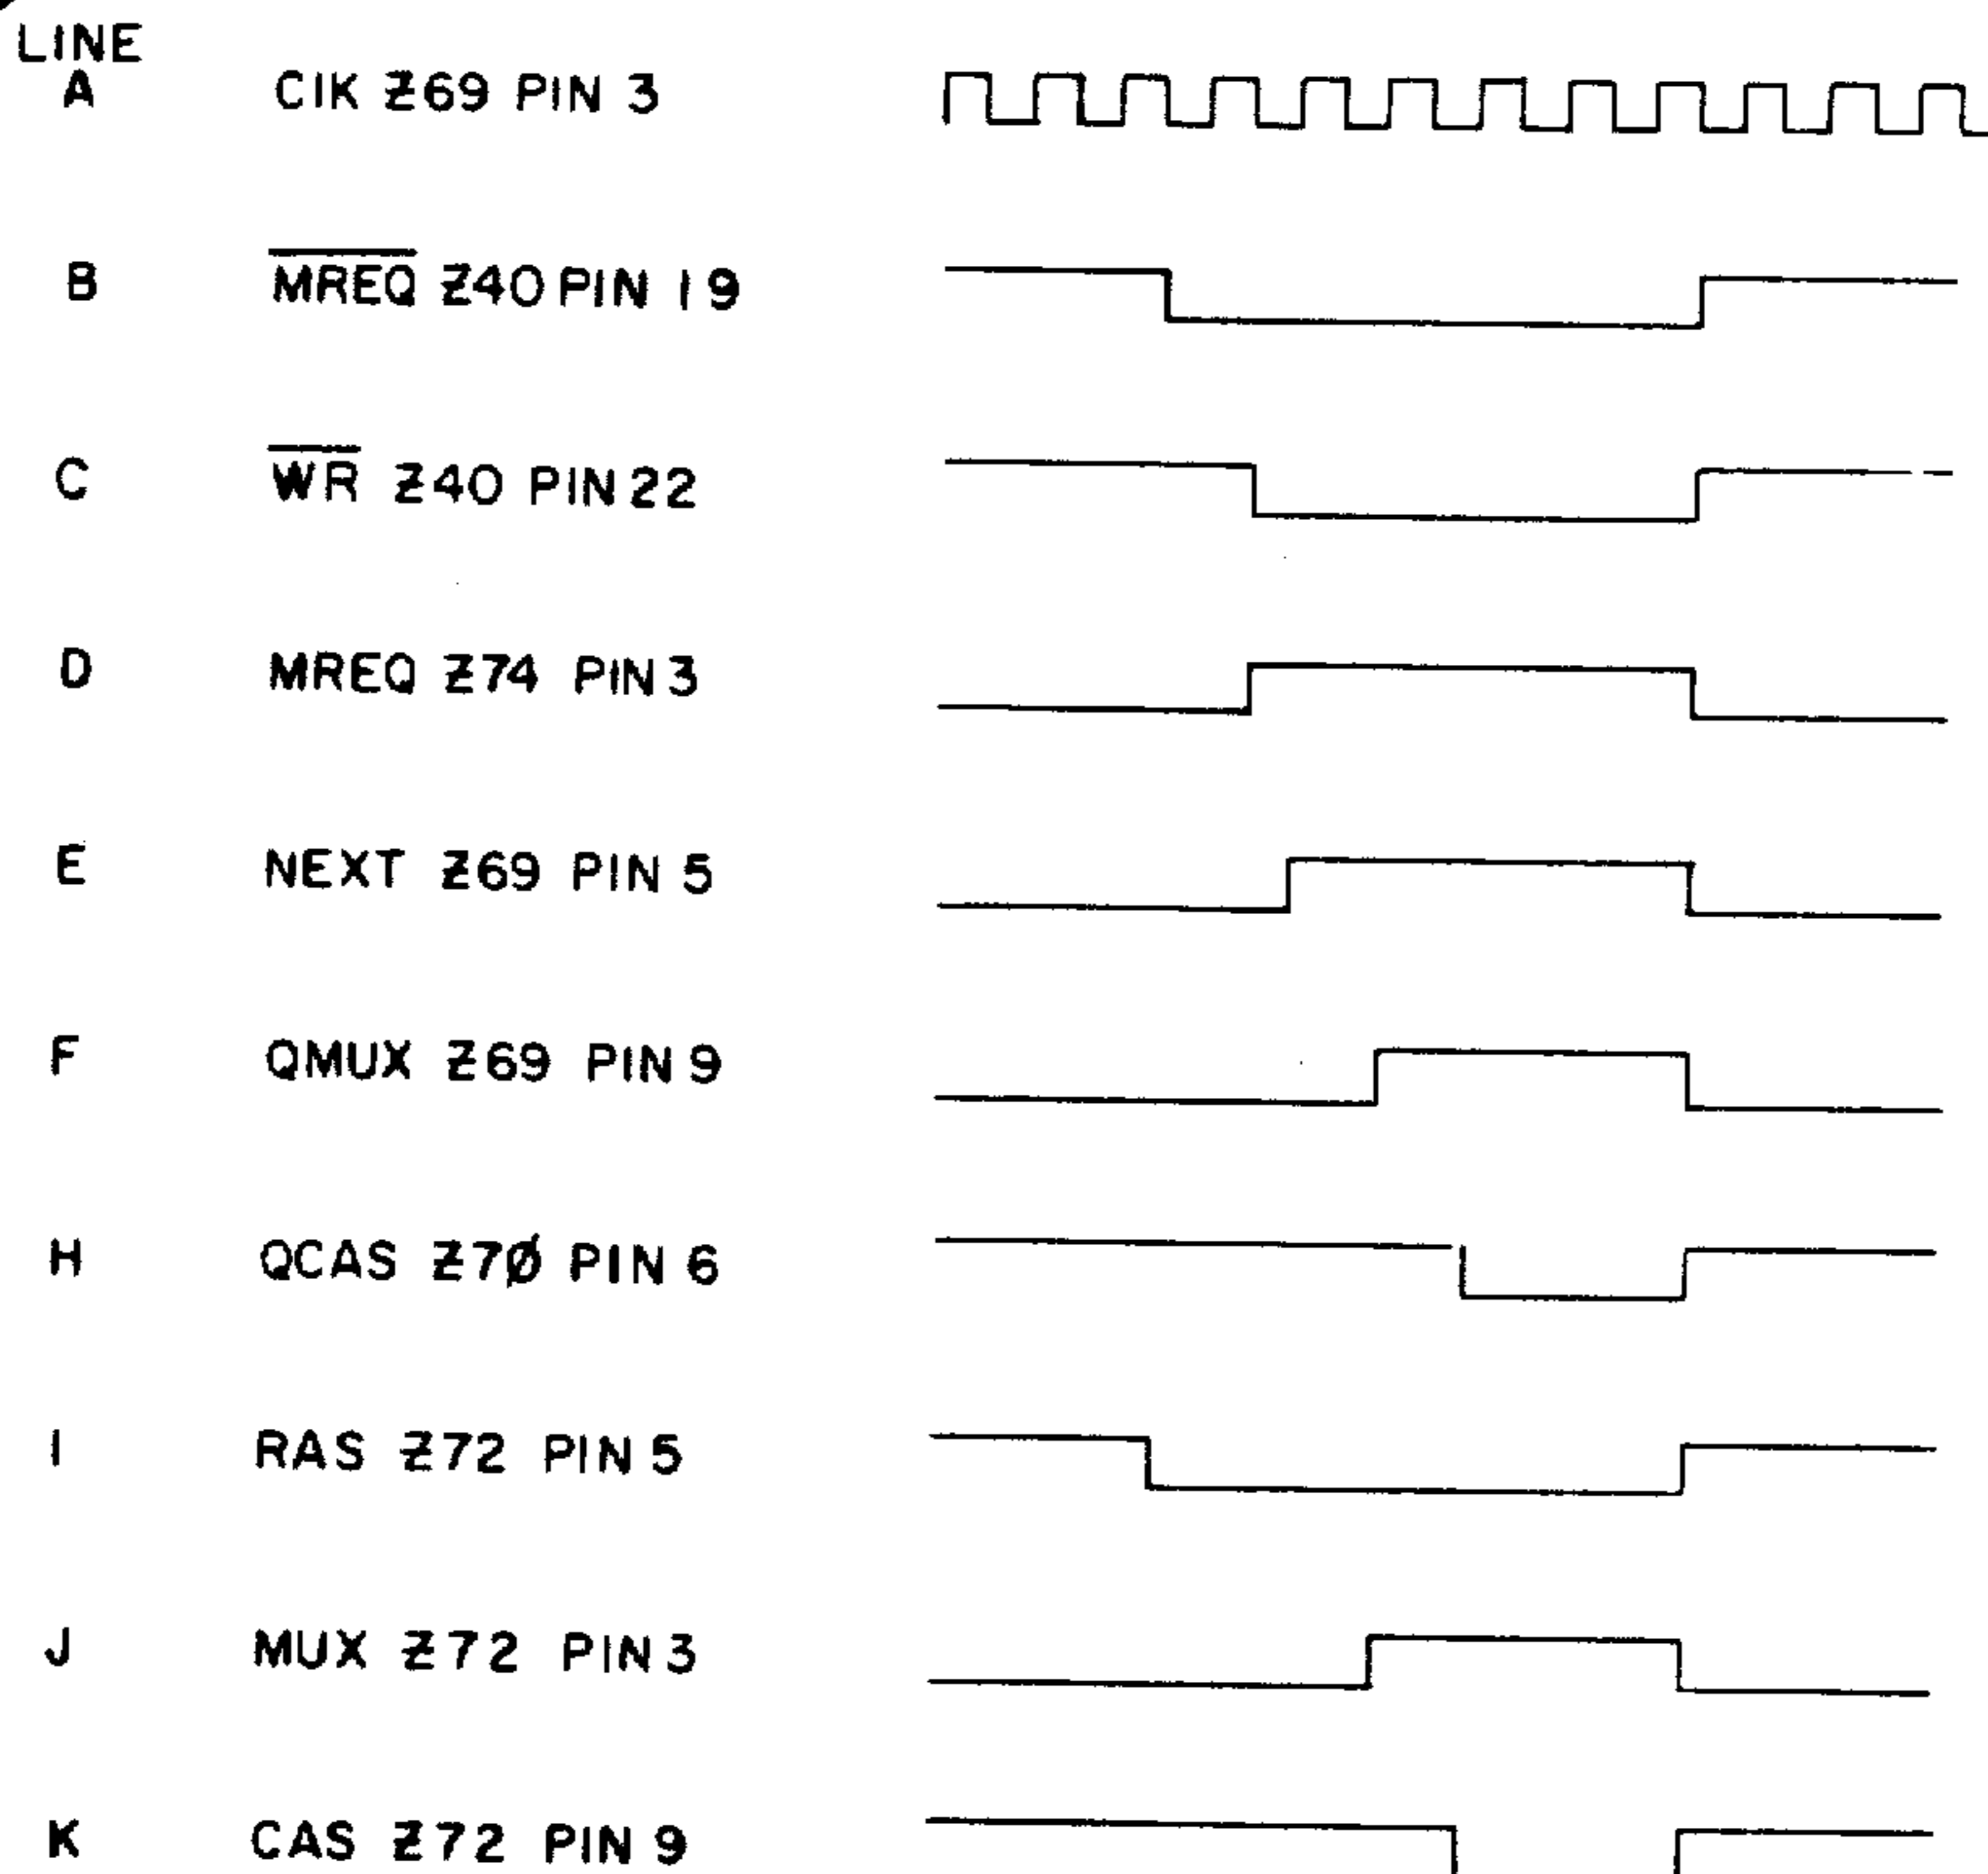 LINE
A CIK Z69 PIN 3
B MREQ Z40 PIN 19
C WR Z40 PIN 22
D MREQ Z74 PIN 3
E NEXT Z69 PIN 5
F QMUX Z69 PIN 9
H QCAS Z7Ø PIN 6
I RAS Z72 PIN 5
J MUX Z72 PIN 3
K CAS Z72 PIN 9